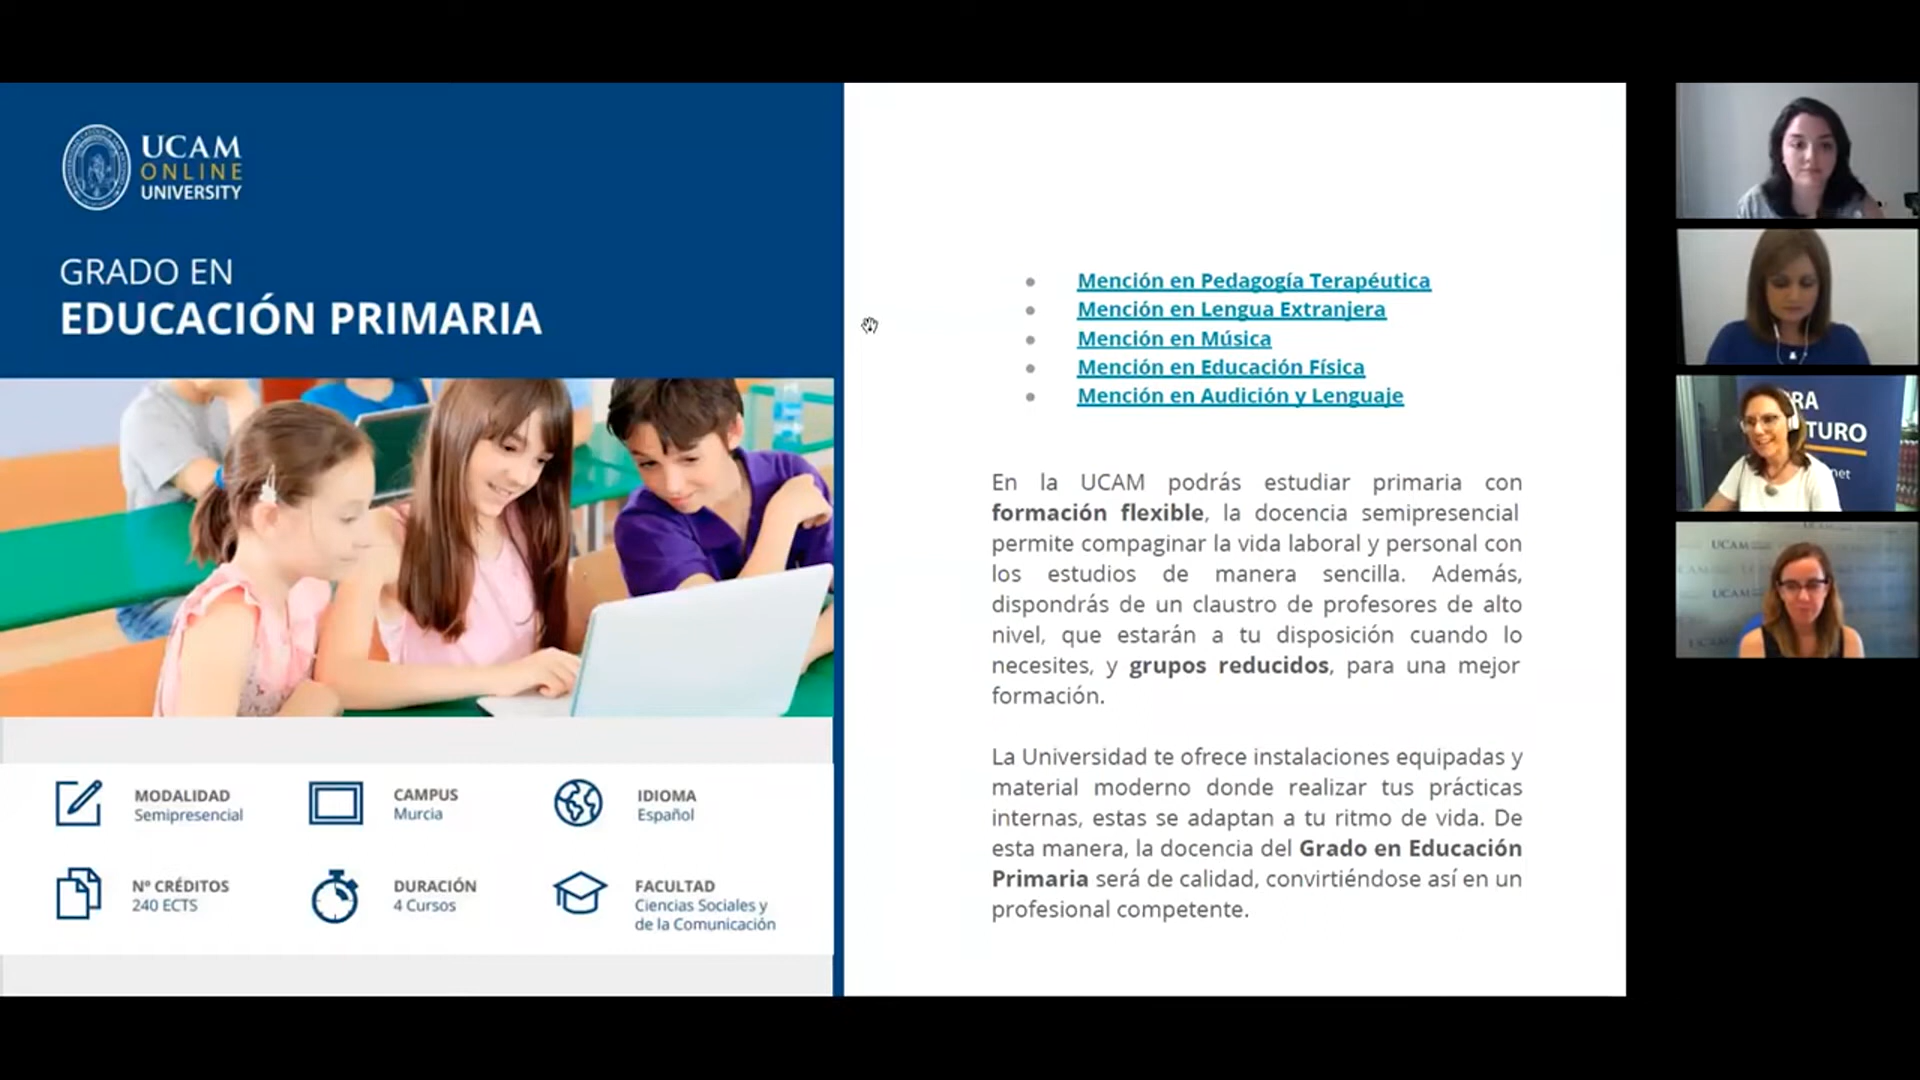 UCAM
ONLINE
UNIVERSITY
GRADO EN
EDUCACIÓN PRIMARIA
MODALIDAD
Semipresencial
CAMPUS
Murcia
IDIOMA
Español
Nº CRÉDITOS
240 ECTS
DURACIÓN
4 Cursos
FACULTAD
Ciencias Sociales y
de la Comunicación
Mención en Pedagogía Terapéutica
Mención en Lengua Extranjera
Mención en Música
Mención en Educación Física
Mención en Audición y Lenguaje
En la UCAM podrás estudiar primaria con
formación flexible, la docencia semipresencial
permite compaginar la vida laboral y personal con
los estudios de manera sencilla. Además,
dispondrás de un claustro de profesores de alto
nivel, que estarán a tu disposición cuando lo
necesites, y grupos reducidos, para una mejor
formación.
La Universidad te ofrece instalaciones equipadas y
material moderno donde realizar tus prácticas
internas, estas se adaptan a tu ritmo de vida. De
esta manera, la docencia del Grado en Educación
Primaria será de calidad, convirtiéndose así en un
profesional competente.
RA
TURO
net
UCAM
UCAM